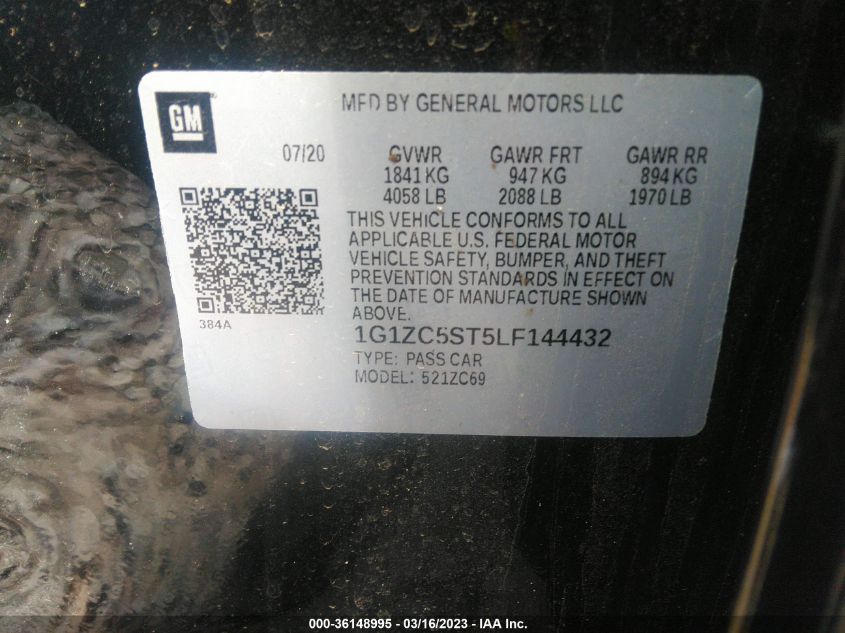 GM
MFD BY GENERAL MOTORS LLC
07/20 GVWR GAWR FRT GAWR RR
1841 KG 947 KG 894 KG
4058 LB 2088 LB 1970 LB
THIS VEHICLE CONFORMS TO ALL
APPLICABLE U.S. FEDERAL MOTOR
VEHICLE SAFETY, BUMPER, AND THEFT
PREVENTION STANDARDS IN EFFECT ON
THE DATE OF MANUFACTURE SHOWN
ABOVE.
384A
1G1ZC5ST5LF144432
TYPE: PASS CAR
MODEL: 521ZC69
000-36148995 - 03/16/2023 - IAA Inc.